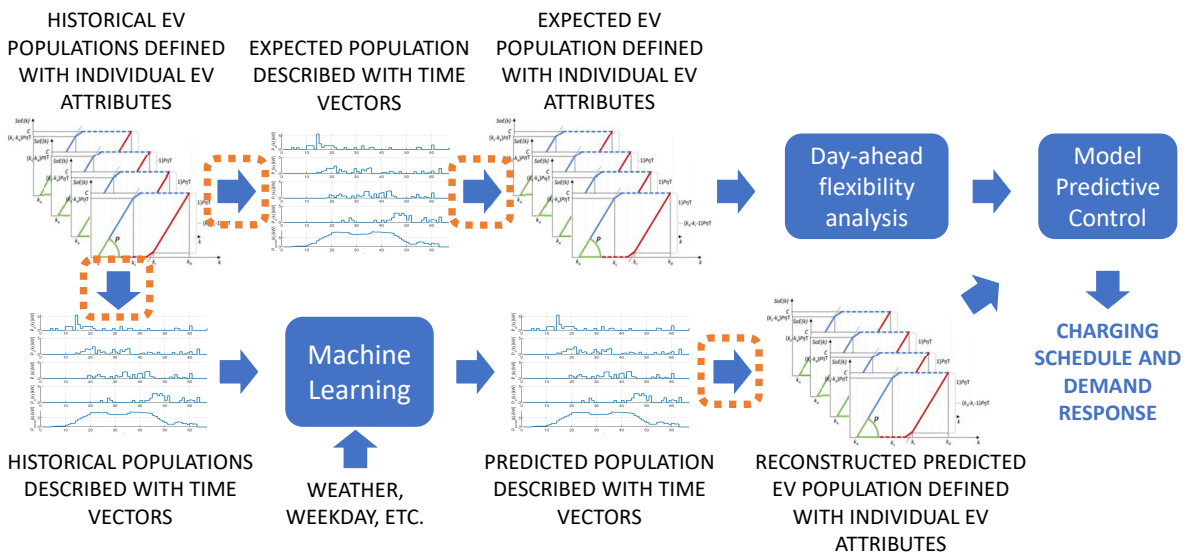 HISTORICAL EV
POPULATIONS DEFINED
WITH INDIVIDUAL EV
ATTRIBUTES
EXPECTED POPULATION
DESCRIBED WITH TIME
VECTORS
EXPECTED EV
POPULATION DEFINED
WITH INDIVIDUAL EV
ATTRIBUTES
Day-ahead
flexibility
analysis
Model
Predictive
Control
Machine
Learning
CHARGING
SCHEDULE AND
DEMAND
RESPONSE
HISTORICAL POPULATIONS
DESCRIBED WITH TIME
VECTORS
WEATHER,
WEEKDAY, ETC.
PREDICTED POPULATION
DESCRIBED WITH TIME
VECTORS
RECONSTRUCTED PREDICTED
EV POPULATION DEFINED
WITH INDIVIDUAL EV
ATTRIBUTES